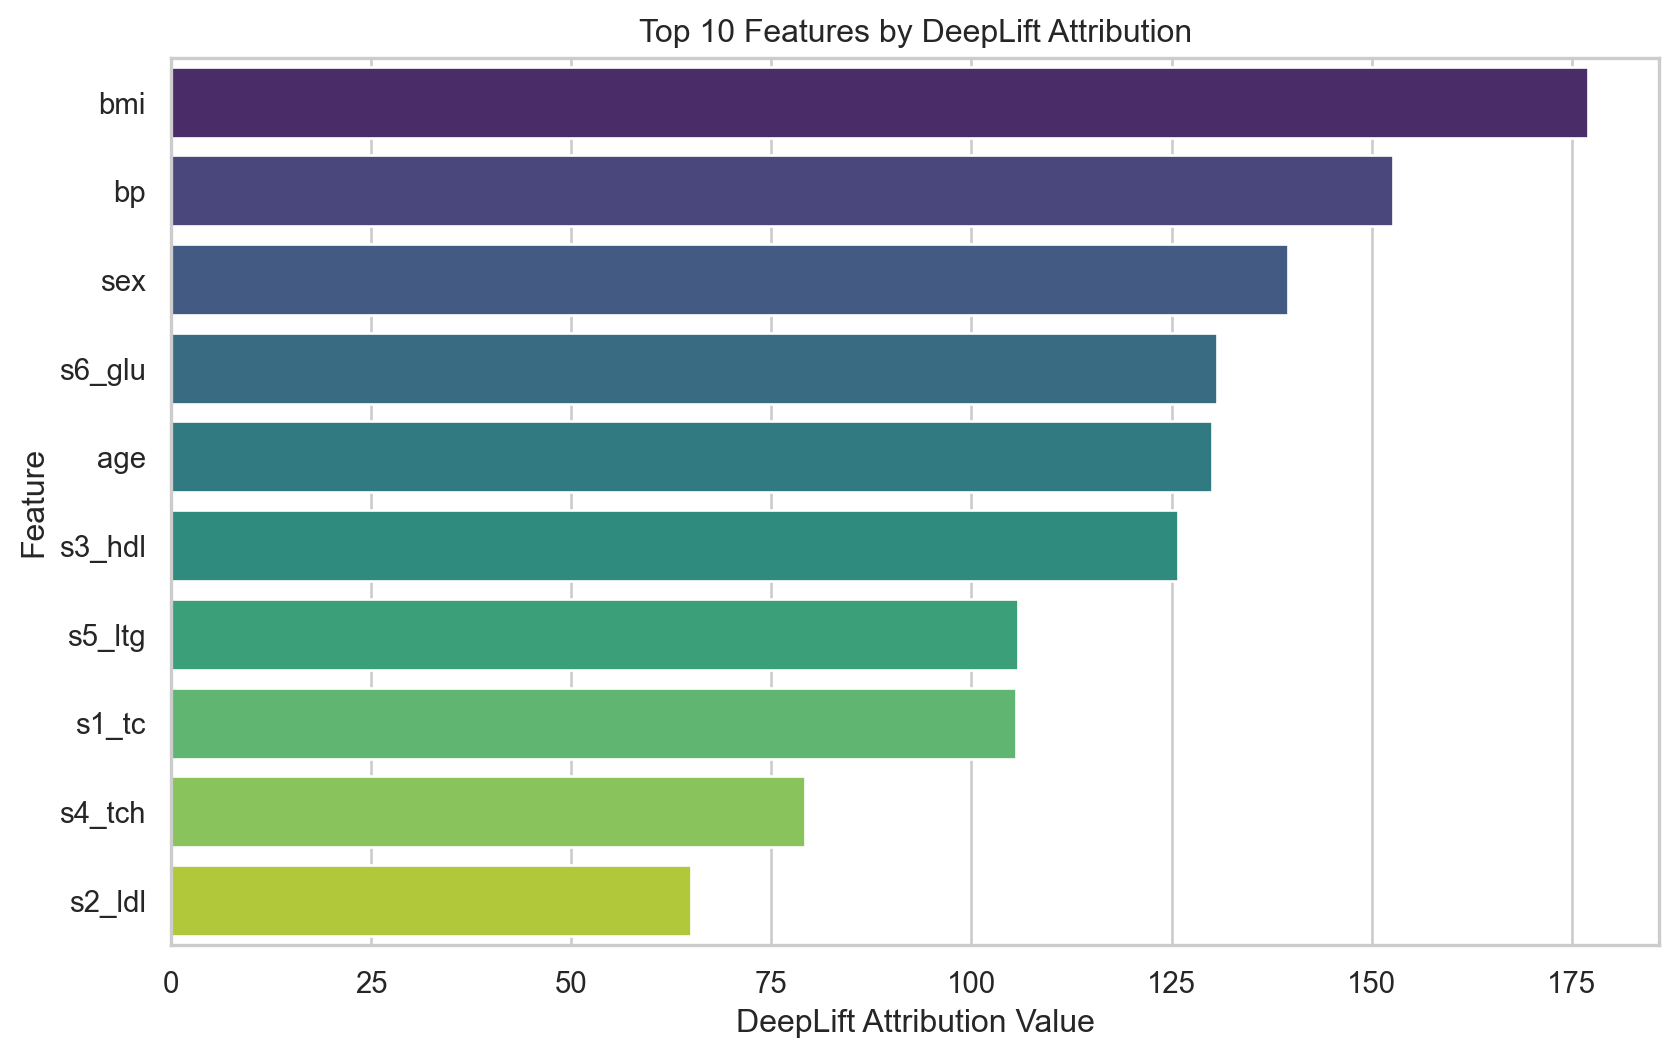 Top 10 Features by DeepLift Attribution
bmi
bp
sex
s6_glu
age
s3_hdl
s5_ltg
s1_tc
s4_tch
s2_ldl
Feature
0 25 50 75 100 125 150 175
DeepLift Attribution Value